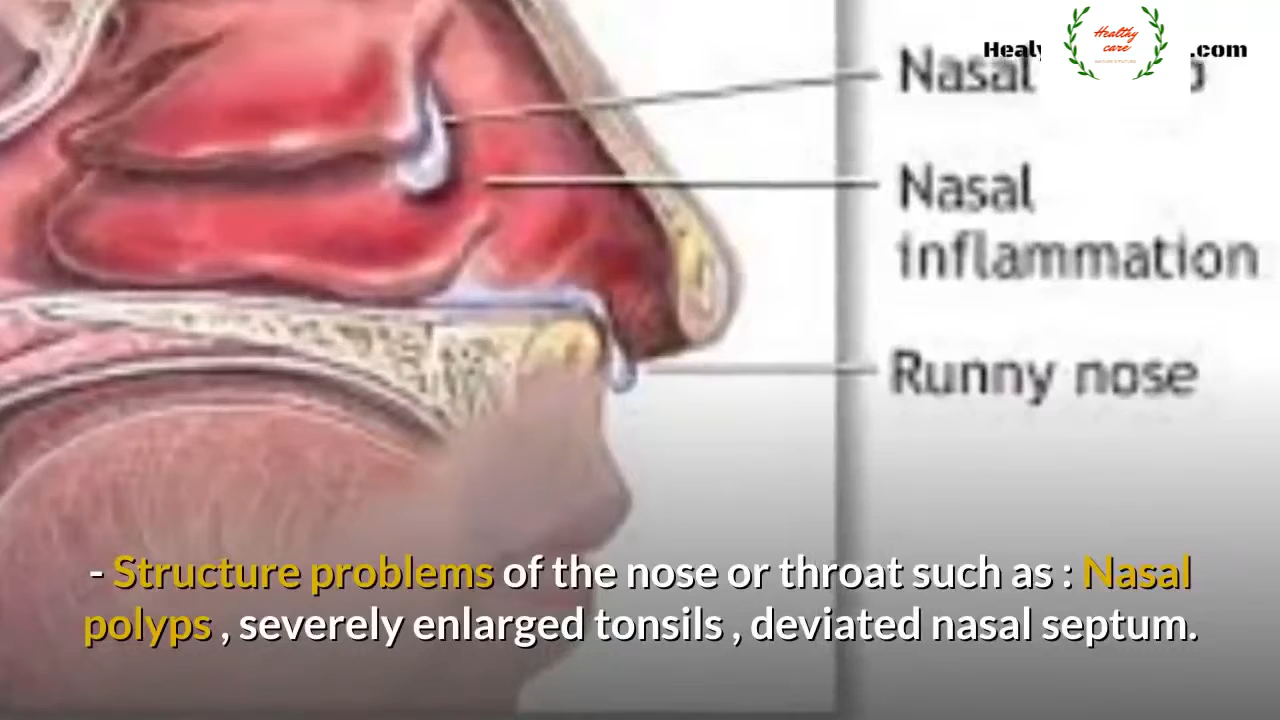 Healy .com
Healthy
care
Nasal
Nasal
inflammation
Runny nose
- Structure problems of the nose or throat such as : Nasal
polyps , severely enlarged tonsils , deviated nasal septum.